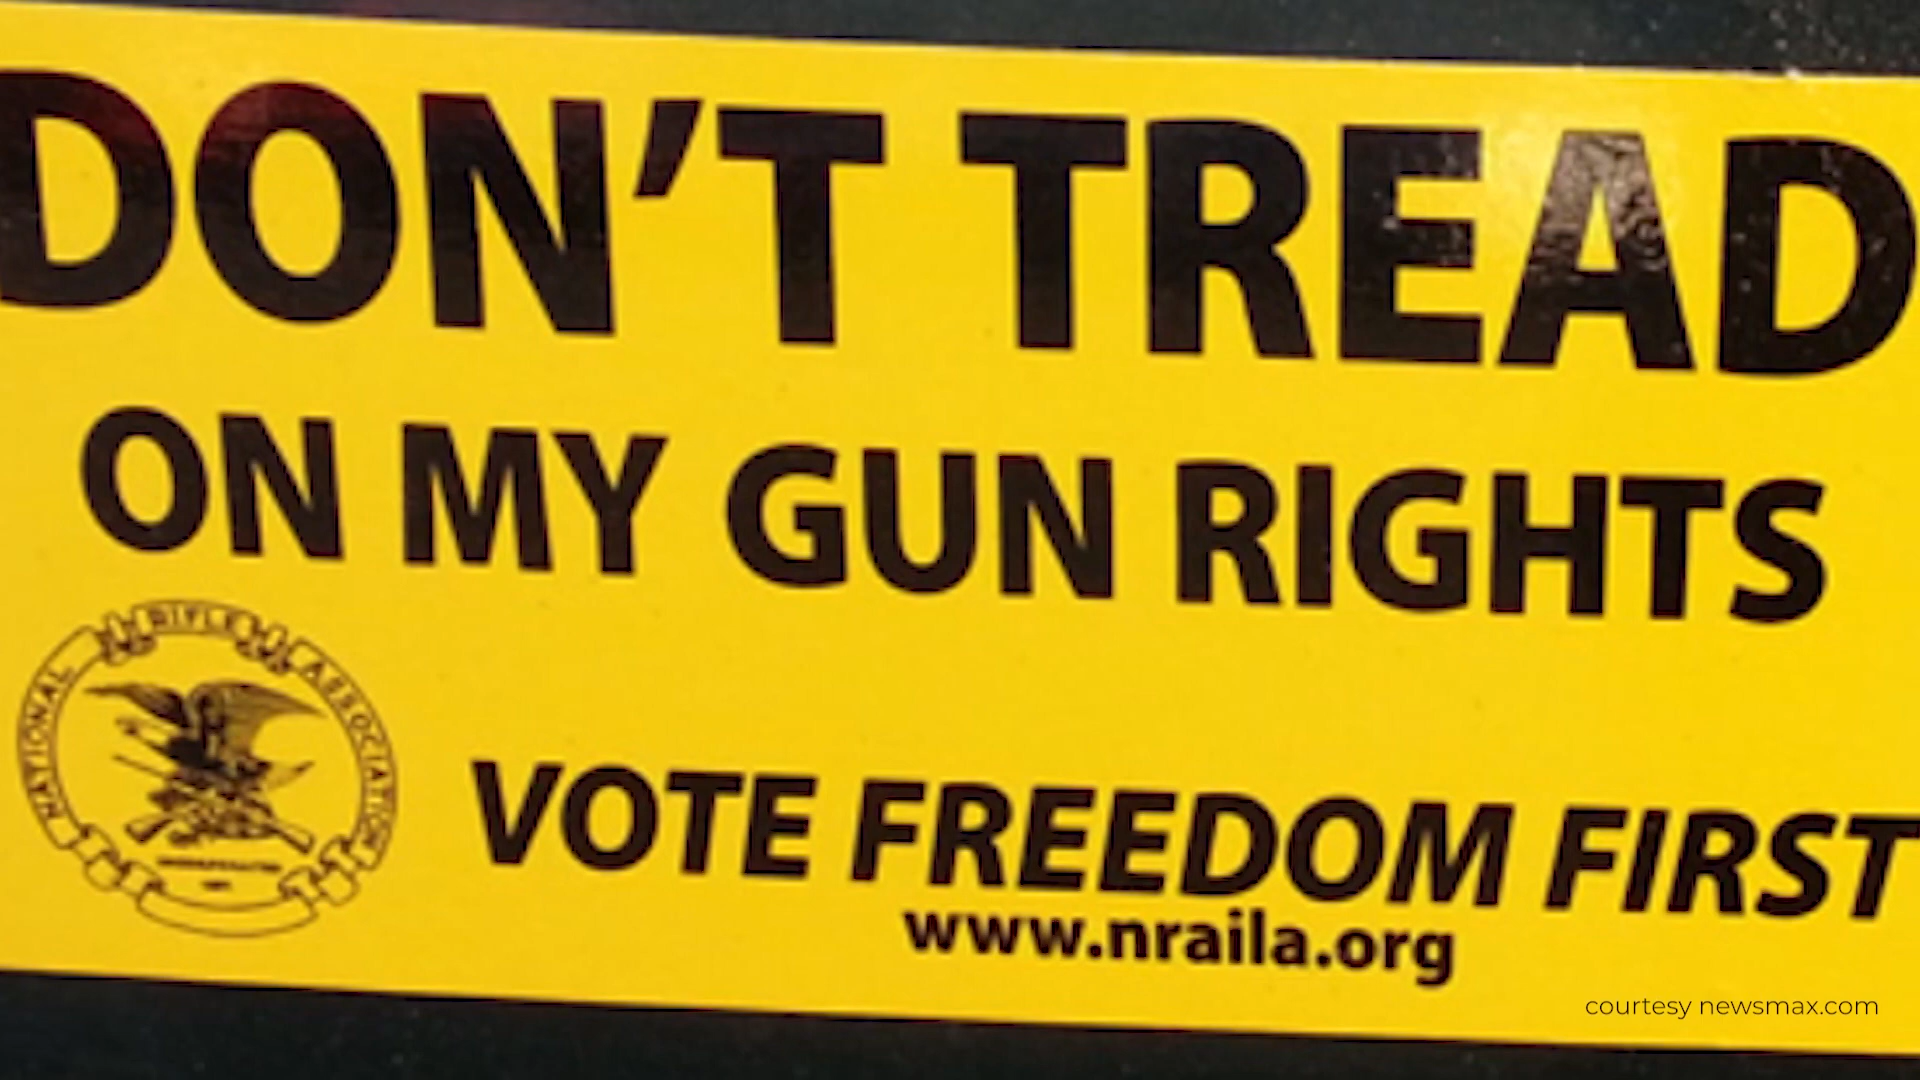 DON'T TREAD
ON MY GUN RIGHTS
NATIONAL RIFLE ASSOCIATION
VOTE FREEDOM FIRST
www.nraila.org
courtesy newsmax.com